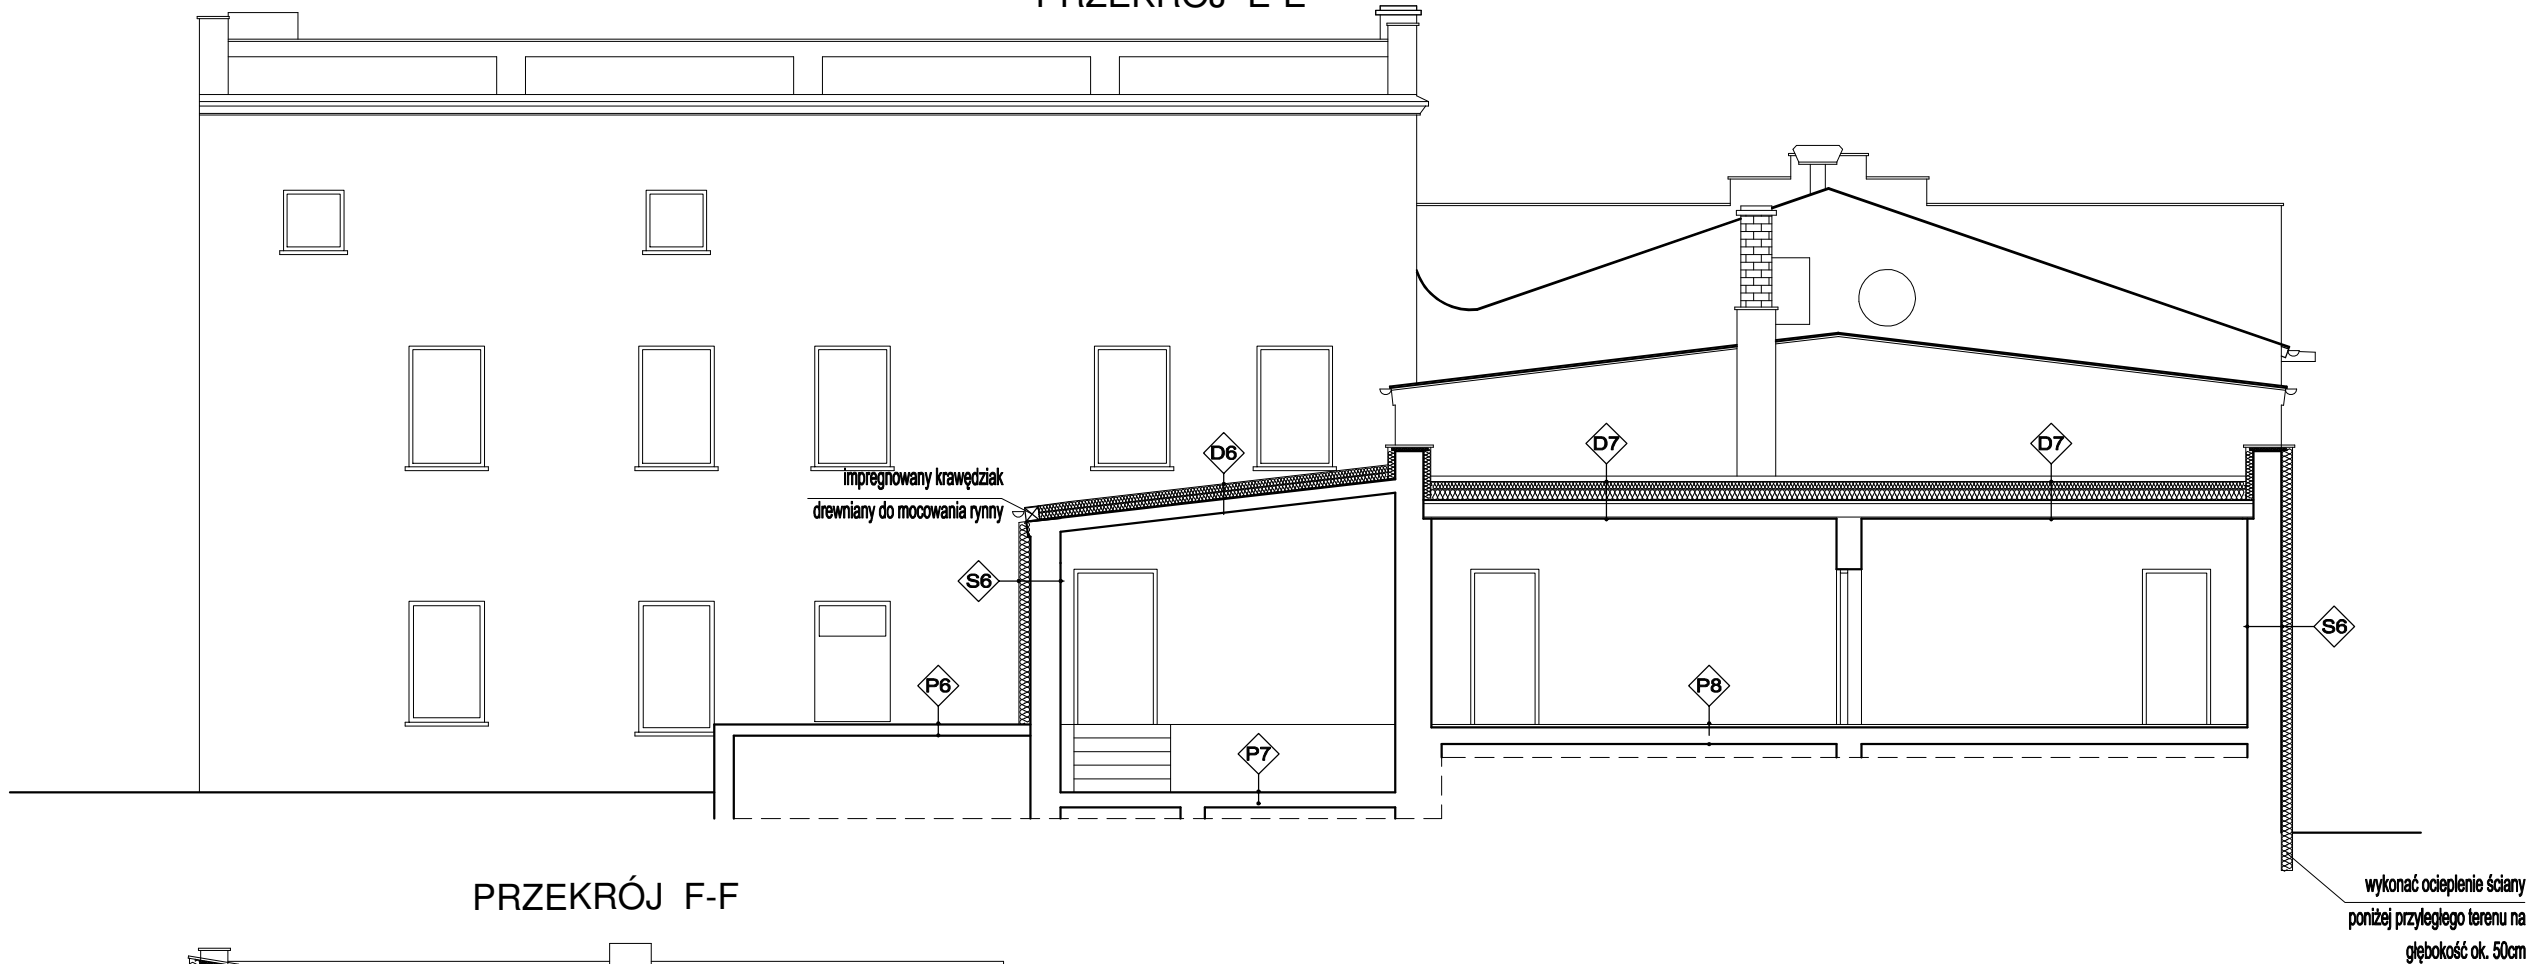 PRZEKRÓJ E-E
D6
D7
D7
impregnowany krawędziak
drewniany do mocowania rynny
S6
S6
P6
P8
P7
PRZEKRÓJ F-F
wykonać ocieplenie ściany
poniżej przyległego terenu na
głębokość ok. 50cm